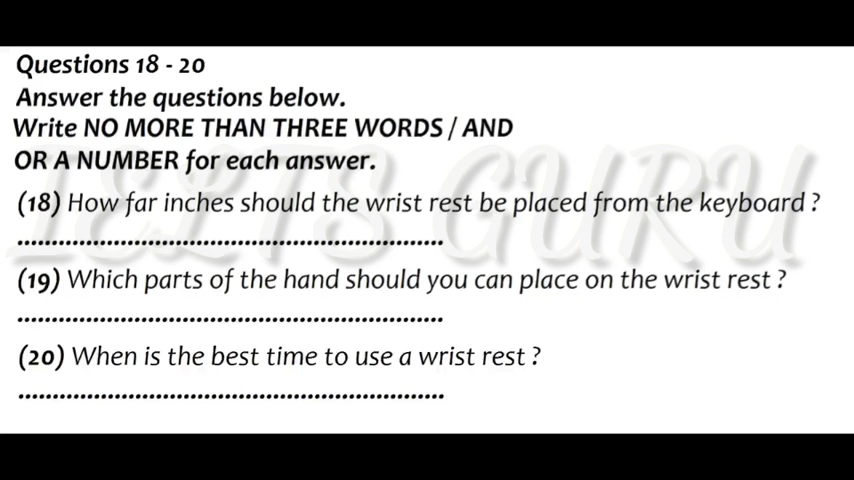 Questions 18 - 20
Answer the questions below.
Write NO MORE THAN THREE WORDS / AND
OR A NUMBER for each answer.
IELTS GURU
(18) How far inches should the wrist rest be placed from the keyboard ?
..............................................................
(19) Which parts of the hand should you can place on the wrist rest ?
..............................................................
(20) When is the best time to use a wrist rest ?
..............................................................